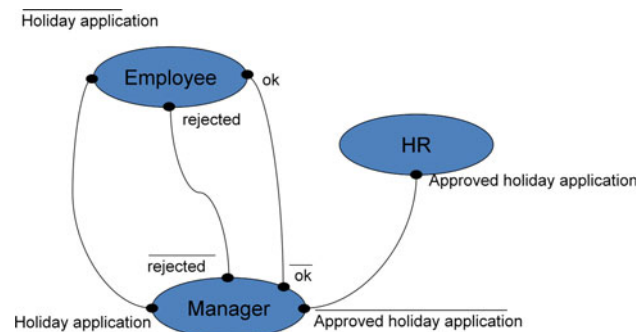 Holiday application
Employee
ok
rejected
HR
Approved holiday application
rejected
ok
Manager
Holiday application
Approved holiday application